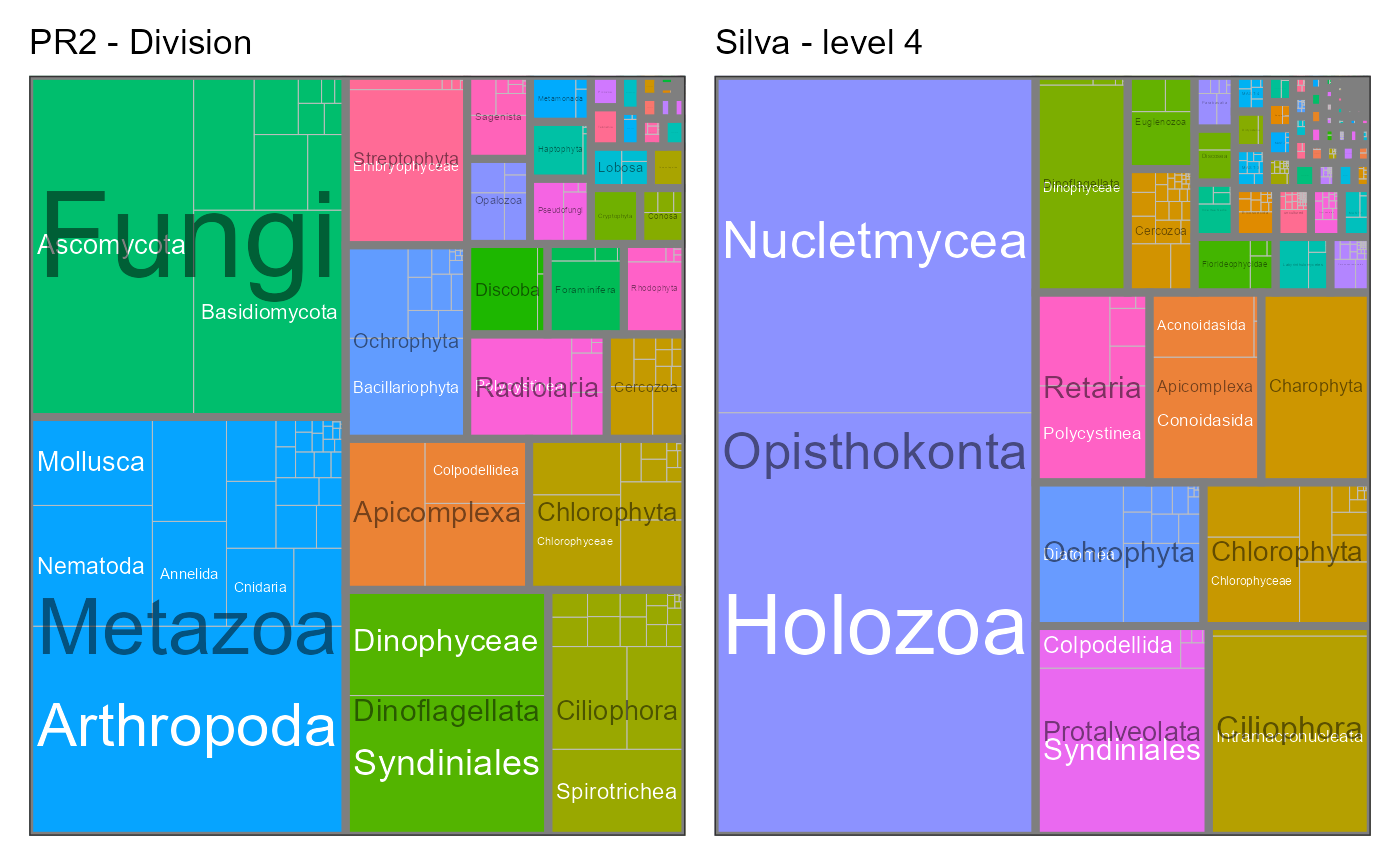 PR2 - Division
Fungi
Ascomycota
Basidiomycota
Metazoa
Mollusca
Nematoda
Annelida
Cnidaria
Arthropoda
Streptophyta
Embryophyceae
Sagenista
Opalozoa
Metamonada
Haptophyta
Pseudofungi
Lobosa
Cryptophyta
Conosa
Ochrophyta
Bacillariophyta
Discoba
Foraminifera
Rhodophyta
Radiolaria
Polycystinea
Cercozoa
Apicomplexa
Colpodellidea
Chlorophyta
Chlorophyceae
Dinophyceae
Dinoflagellata
Syndiniales
Ciliophora
Spirotrichea
Silva - level 4
Nucletmycea
Opisthokonta
Holozoa
Dinoflagellata
Dinophyceae
Euglenozoa
Cercozoa
Discosea
Florideophycidae
Retaria
Polycystinea
Aconoidasida
Apicomplexa
Conoidasida
Charophyta
Ochrophyta
Diatomea
Chlorophyta
Chlorophyceae
Colpodellida
Protalveolata
Syndiniales
Ciliophora
Intramacronucleata